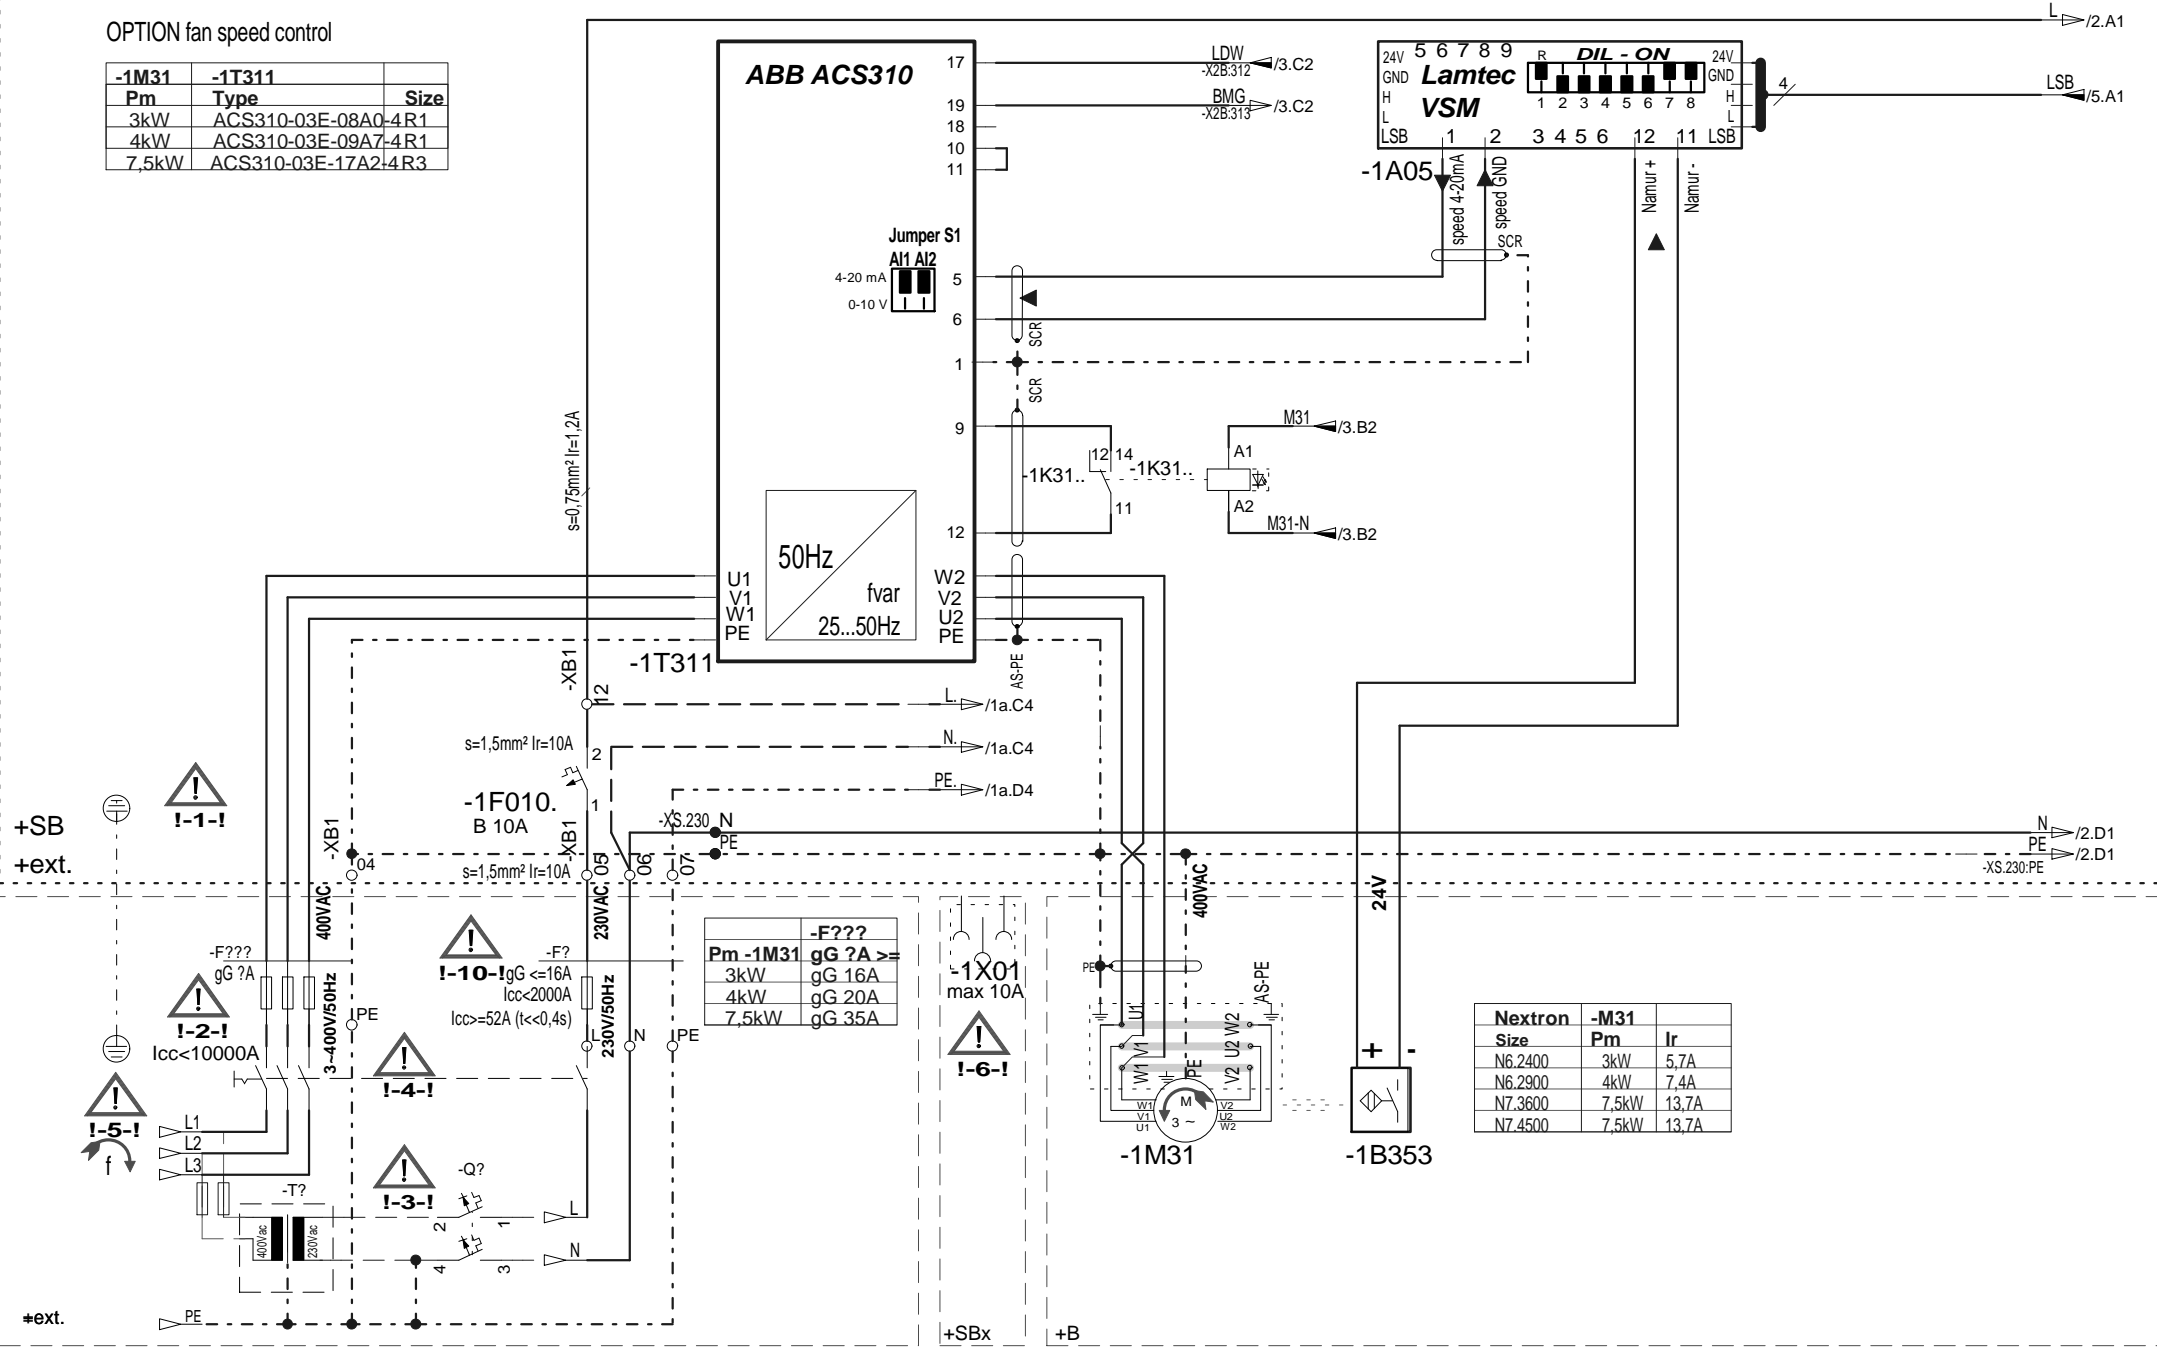 OPTION fan speed control
-1M31 -1T311
Pm Type Size
3kW ACS310-03E-08A0-4 R1
4kW ACS310-03E-09A7-4 R1
7,5kW ACS310-03E-17A2-4 R3
ABB ACS310
17
19
18
10
11
LDW
-X2B:312
/3.C2
BMG
-X2B:313
/3.C2
L
/2.A1
24V 5 6 7 8 9
GND
H
L
LSB
Lamtec
VSM
R DIL - ON
1 2 3 4 5 6 7 8
24V
GND
H
L
LSB
1 2 3 4 5 6 12 11
4
LSB
/5.A1
-1A05
speed 4-20mA
speed GND
SCR
Namur +
Namur -
Jumper S1
AI1 AI2
4-20 mA
0-10 V
5
6
1
SCR
SCR
9
12
12 14
11
-1K31..
-1K31..
M31
/3.B2
A1
A2
M31-N
/3.B2
s=0,75mm² Ir=1,2A
50Hz
fvar
25...50Hz
U1
V1
W1
PE
W2
V2
U2
PE
-1T311
AS-PE
-XB1
12
L.
/1a.C4
s=1,5mm² Ir=10A
2
N.
/1a.C4
-1F010.
B 10A
1
PE.
/1a.D4
!-1-!
+SB
+ext.
-XB1
04
-XB1
05
06
07
s=1,5mm² Ir=10A
-XS.230
N
PE
N
/2.D1
PE
/2.D1
-XS.230:PE
400VAC
230VAC
400VAC
24V
-F???
gG ?A
!-2-!
Icc<10000A
3~400V/50Hz
PE
!-10-!
-F?
gG <=16A
Icc<2000A
Icc>=52A (t<<0,4s)
L
230V/50Hz
N
PE
-F???
Pm -1M31 gG ?A >=
3kW gG 16A
4kW gG 20A
7,5kW gG 35A
-1X01
max 10A
!-6-!
PE
AS-PE
U1
V1
W1
W2
U2
V2
PE
W1
V1
U1
M
3 ~
V2
U2
W2
-1M31
+ -
-1B353
Nextron -M31
Size Pm Ir
N6.2400 3kW 5,7A
N6.2900 4kW 7,4A
N7.3600 7,5kW 13,7A
N7.4500 7,5kW 13,7A
!-4-!
!-5-!
f
L1
L2
L3
-T?
400Vac
230Vac
!-3-!
-Q?
2 1
L
4 3
N
+ext.
PE
+SBx
+B